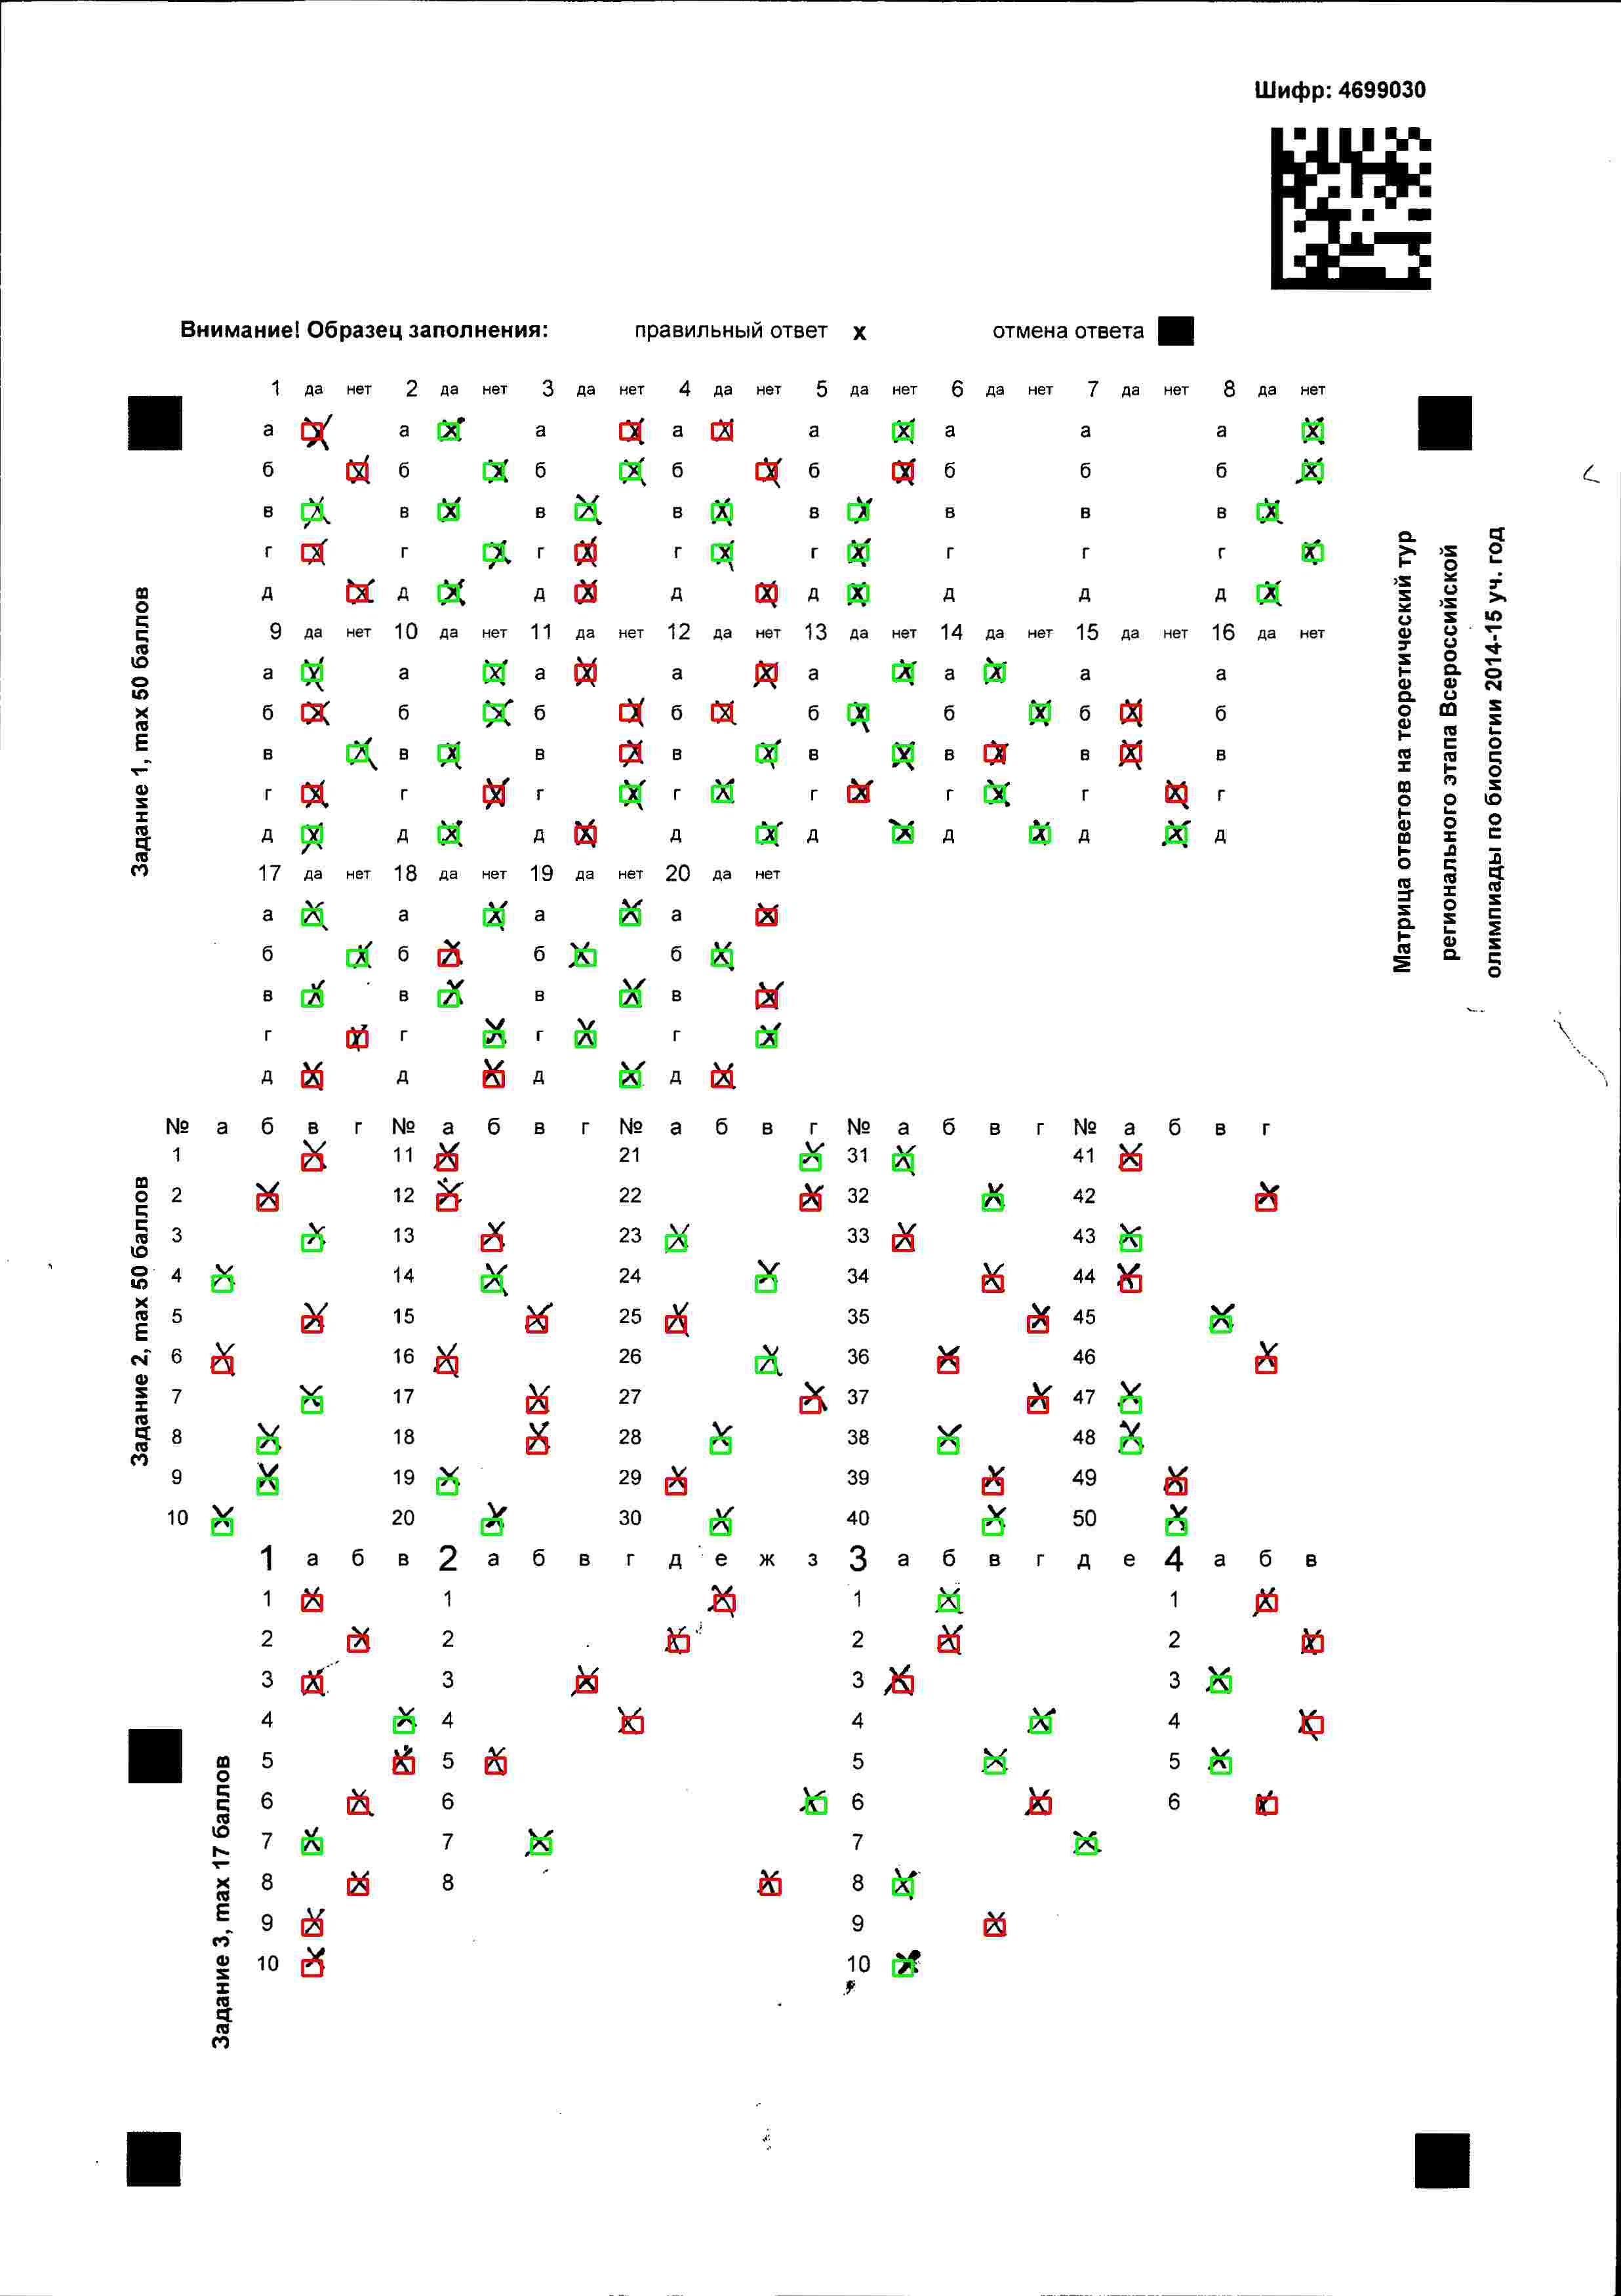 Шифр: 4699030
Внимание! Образец заполнения: правильный ответ x отмена ответа
Задание 1, max 50 баллов
1 да нет 2 да нет 3 да нет 4 да нет 5 да нет 6 да нет 7 да нет 8 да нет
а а а а а а а а
б б б б б б б б
в в в в в в в в
г г г г г г г г
д д д д д д д д
9 да нет 10 да нет 11 да нет 12 да нет 13 да нет 14 да нет 15 да нет 16 да нет
а а а а а а а а
б б б б б б б б
в в в в в в в в
г г г г г г г г
д д д д д д д д
17 да нет 18 да нет 19 да нет 20 да нет
а а а а
б б б б
в в в в
г г г г
д д д д
Матрица ответов на теоретический тур
регионального этапа Всероссийской
олимпиады по биологии 2014-15 уч. год
Задание 2, max 50 баллов
№ а б в г № а б в г № а б в г № а б в г № а б в г
1 11 21 31 41
2 12 22 32 42
3 13 23 33 43
4 14 24 34 44
5 15 25 35 45
6 16 26 36 46
7 17 27 37 47
8 18 28 38 48
9 19 29 39 49
10 20 30 40 50
Задание 3, max 17 баллов
1 а б в 2 а б в г д е ж з 3 а б в г д е 4 а б в
1 1 1 1
2 2 2 2
3 3 3 3
4 4 4 4
5 5 5 5
6 6 6 6
7 7 7
8 8 8
9 9
10 10